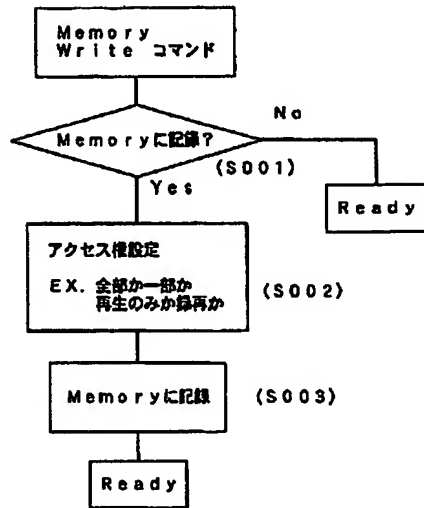 Memory
Write コマンド
No
Memoryに記録?
(S001)
Yes
Ready
アクセス権設定
EX. 全部か一部か
再生のみか録再か
(S002)
Memoryに記録
(S003)
Ready